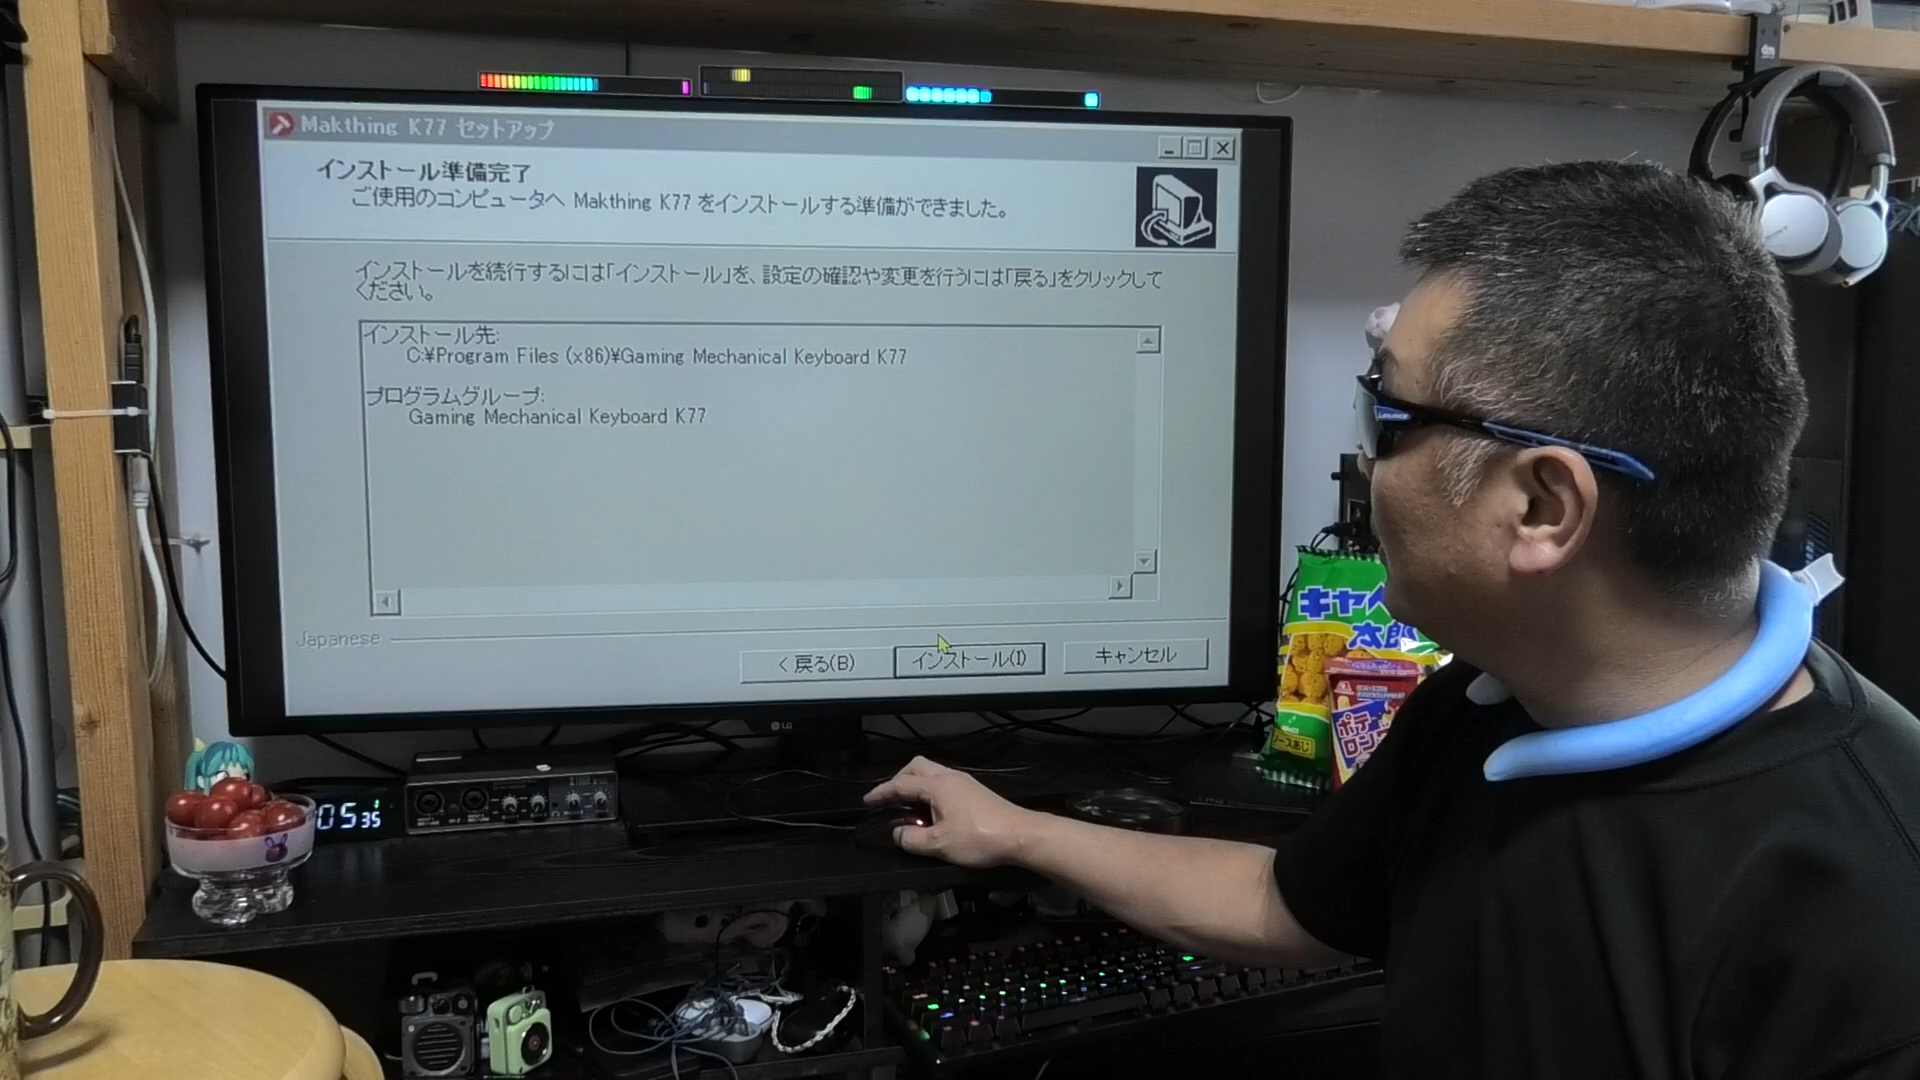 Makthing K77 セットアップ
インストール準備完了
ご使用のコンピュータへ Makthing K77 をインストールする準備ができました。
インストールを続行するには「インストール」を、設定の確認や変更を行うには「戻る」をクリックして
ください。
インストール先:
C:¥Program Files (x86)¥Gaming Mechanical Keyboard K77
プログラムグループ:
Gaming Mechanical Keyboard K77
Japanese
< 戻る(B)
インストール(I)
キャンセル
LG
SONY
キャベ
太郎
ソースあじ
ポテ
ロング
05 35